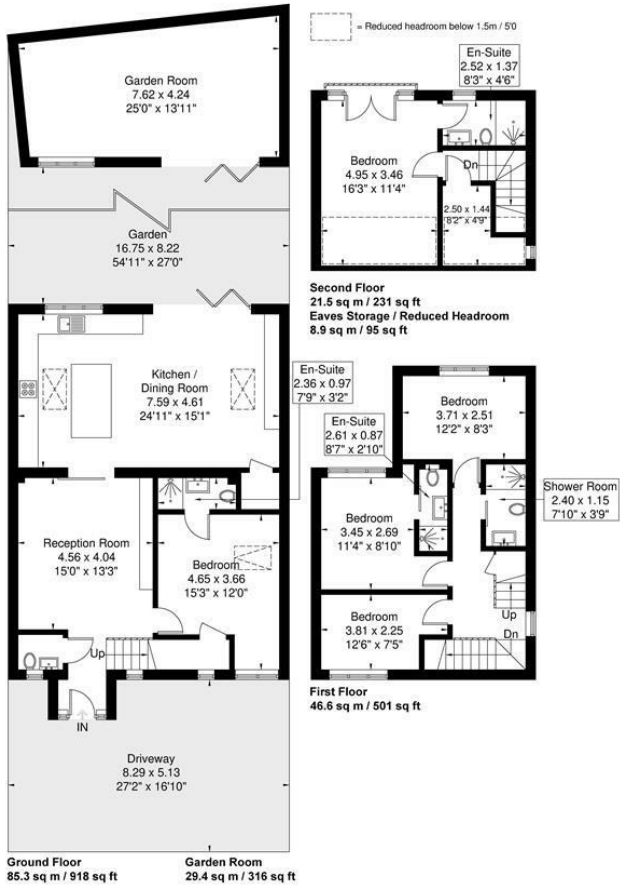 = Reduced headroom below 1.5m / 5'0
Garden Room
7.62 x 4.24
25'0" x 13'11"
En-Suite
2.52 x 1.37
8'3" x 4'6"
Bedroom
4.95 x 3.46
16'3" x 11'4"
Dn
2.50 x 1.44
8'2" x 4'9"
Garden
16.75 x 8.22
54'11" x 27'0"
Second Floor
21.5 sq m / 231 sq ft
Eaves Storage / Reduced Headroom
8.9 sq m / 95 sq ft
Kitchen /
Dining Room
7.59 x 4.61
24'11" x 15'1"
En-Suite
2.36 x 0.97
7'9" x 3'2"
En-Suite
2.61 x 0.87
8'7" x 2'10"
Bedroom
3.71 x 2.51
12'2" x 8'3"
Shower Room
2.40 x 1.15
7'10" x 3'9"
Reception Room
4.56 x 4.04
15'0" x 13'3"
Bedroom
4.65 x 3.66
15'3" x 12'0"
Bedroom
3.45 x 2.69
11'4" x 8'10"
Bedroom
3.81 x 2.25
12'6" x 7'5"
Up
Dn
Up
IN
First Floor
46.6 sq m / 501 sq ft
Driveway
8.29 x 5.13
27'2" x 16'10"
Ground Floor
85.3 sq m / 918 sq ft
Garden Room
29.4 sq m / 316 sq ft